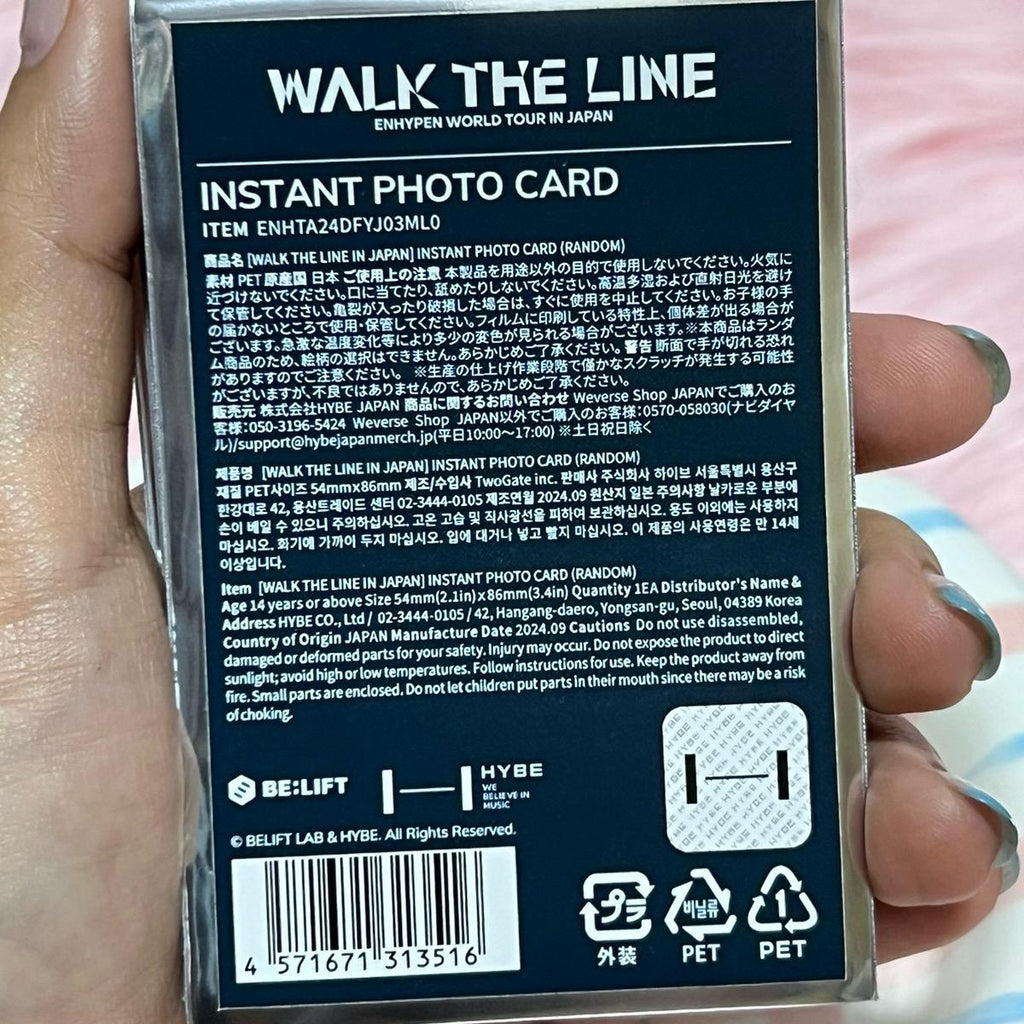 WALK THE LINE
ENHYPEN WORLD TOUR IN JAPAN
INSTANT PHOTO CARD
ITEM ENHTA24DFYJ03ML0
商品名 [WALK THE LINE IN JAPAN] INSTANT PHOTO CARD (RANDOM)
素材 PET 原産国 日本 ご使用上の注意 本製品を用途以外の目的で使用しないでください。火気に
近づけないでください。口に当てたり、舐めたりしないでください。高温多湿および直射日光を避け
て保管してください。亀裂が入ったり破損した場合は、すぐに使用を中止してください。お子様の手
の届かないところで使用・保管してください。フィルムに印刷している特性上、個体差が出る場合が
ございます。急激な温度変化等により多少の変色が見られる場合がございます。※本商品はランダ
ム商品のため、絵柄の選択はできません。あらかじめご了承ください。 警告 断面で手が切れる恐れ
がありますのでご注意ください。 ※生産の仕上げ作業段階で僅かなスクラッチが発生する可能性
がございますが、不良ではありませんので、あらかじめご了承ください。
販売元 株式会社HYBE JAPAN 商品に関するお問い合わせ Weverse Shop JAPANでご購入のお
客様：050-3196-5424 Weverse Shop JAPAN以外でご購入のお客様：0570-058030(ナビダイヤ
ル)/support@hybejapanmerch.jp(平日10:00～17:00) ※土日祝日除く
제품명 [WALK THE LINE IN JAPAN] INSTANT PHOTO CARD (RANDOM)
재질 PET 사이즈 54mmx86mm 제조/수입사 TwoGate inc. 판매사 주식회사 하이브 서울특별시 용산구
한강대로 42, 용산트레이드 센터 02-3444-0105 제조연월 2024.09 원산지 일본 주의사항 날카로운 부분에
손이 베일 수 있으니 주의하십시오. 고온 고습 및 직사광선을 피하여 보관하십시오. 용도 이외에는 사용하지
마십시오. 화기에 가까이 두지 마십시오. 입에 대거나 넣고 빨지 마십시오. 이 제품의 사용연령은 만 14세
이상입니다.
Item [WALK THE LINE IN JAPAN] INSTANT PHOTO CARD (RANDOM)
Age 14 years or above Size 54mm(2.1in)x86mm(3.4in) Quantity 1EA Distributor's Name &
Address HYBE CO., Ltd / 02-3444-0105 / 42, Hangang-daero, Yongsan-gu, Seoul, 04389 Korea
Country of Origin JAPAN Manufacture Date 2024.09 Cautions Do not use disassembled,
damaged or deformed parts for your safety. Injury may occur. Do not expose the product to direct
sunlight; avoid high or low temperatures. Follow instructions for use. Keep the product away from
fire. Small parts are enclosed. Do not let children put parts in their mouth since there may be a risk
of choking.
BE:LIFT
HYBE
WE
BELIEVE IN
MUSIC
© BELIFT LAB & HYBE. All Rights Reserved.
4 571671 313516
プラ
外装
비닐류
PET
1
PET